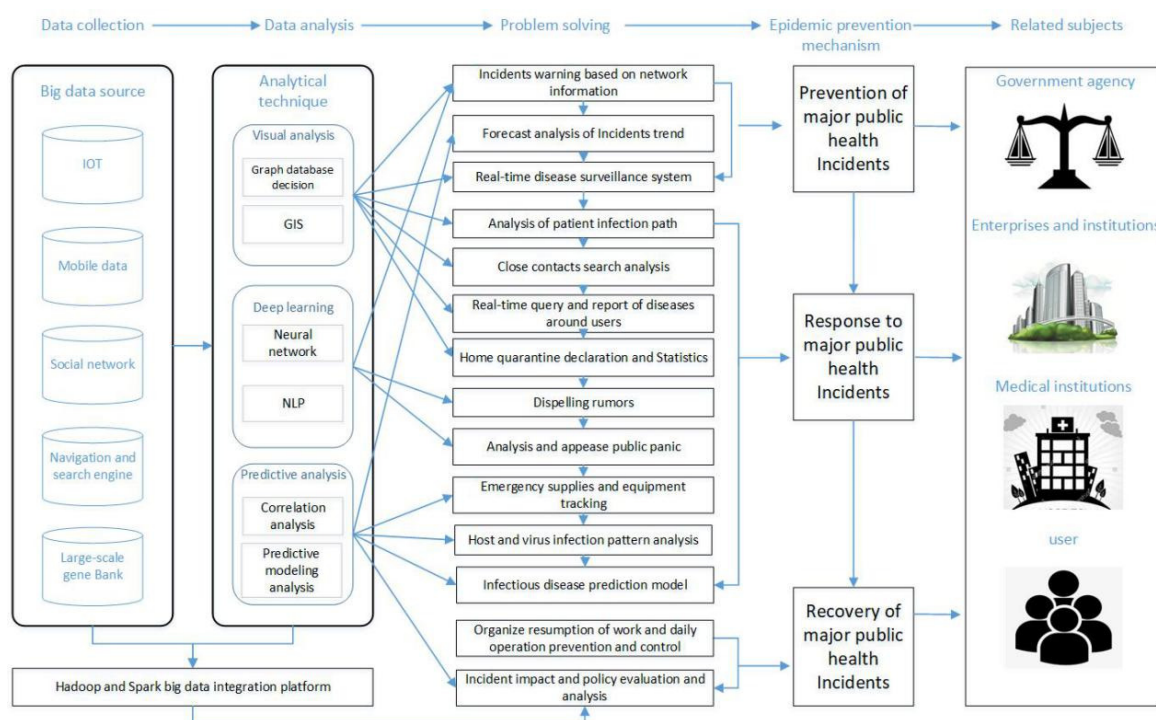 Data collection
Data analysis
Problem solving
Epidemic prevention
mechanism
Related subjects
Big data source
IOT
Mobile data
Social network
Navigation and
search engine
Large-scale
gene Bank
Analytical
technique
Visual analysis
Graph database
decision
GIS
Deep learning
Neural
network
NLP
Predictive analysis
Correlation
analysis
Predictive
modeling
analysis
Hadoop and Spark big data integration platform
Incidents warning based on network
information
Forecast analysis of Incidents trend
Real-time disease surveillance system
Analysis of patient infection path
Close contacts search analysis
Real-time query and report of diseases
around users
Home quarantine declaration and Statistics
Dispelling rumors
Analysis and appease public panic
Emergency supplies and equipment
tracking
Host and virus infection pattern analysis
Infectious disease prediction model
Organize resumption of work and daily
operation prevention and control
Incident impact and policy evaluation and
analysis
Prevention of
major public
health
Incidents
Response to
major public
health
Incidents
Recovery of
major public
health
Incidents
Government agency
Enterprises and institutions
Medical institutions
user